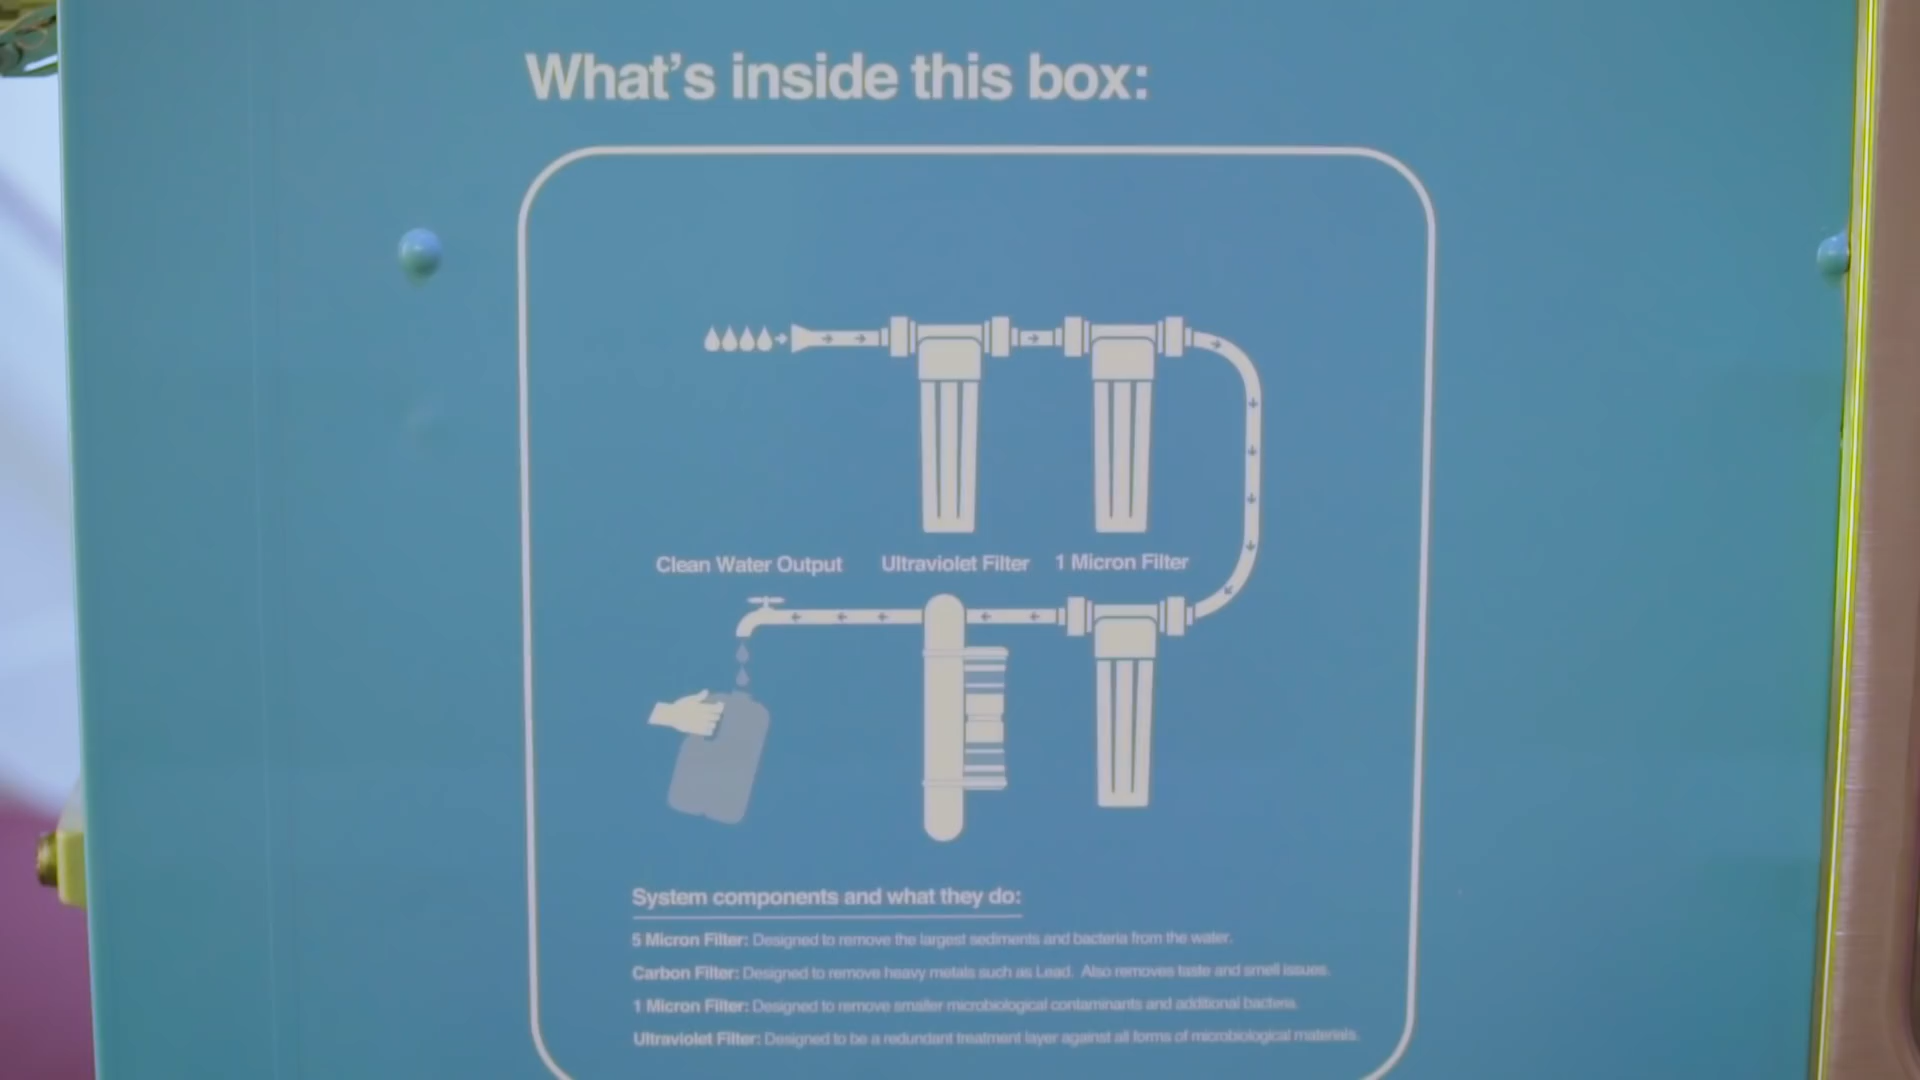 What's inside this box:
Clean Water Output
Ultraviolet Filter
1 Micron Filter
System components and what they do:
5 Micron Filter: Designed to remove the largest sediments and bacteria from the water.
Carbon Filter: Designed to remove heavy metals such as Lead. Also removes taste and smell issues.
1 Micron Filter: Designed to remove smaller microbiological contaminants and additional bacteria.
Ultraviolet Filter: Designed to be a redundant treatment layer against all forms of microbiological materials.